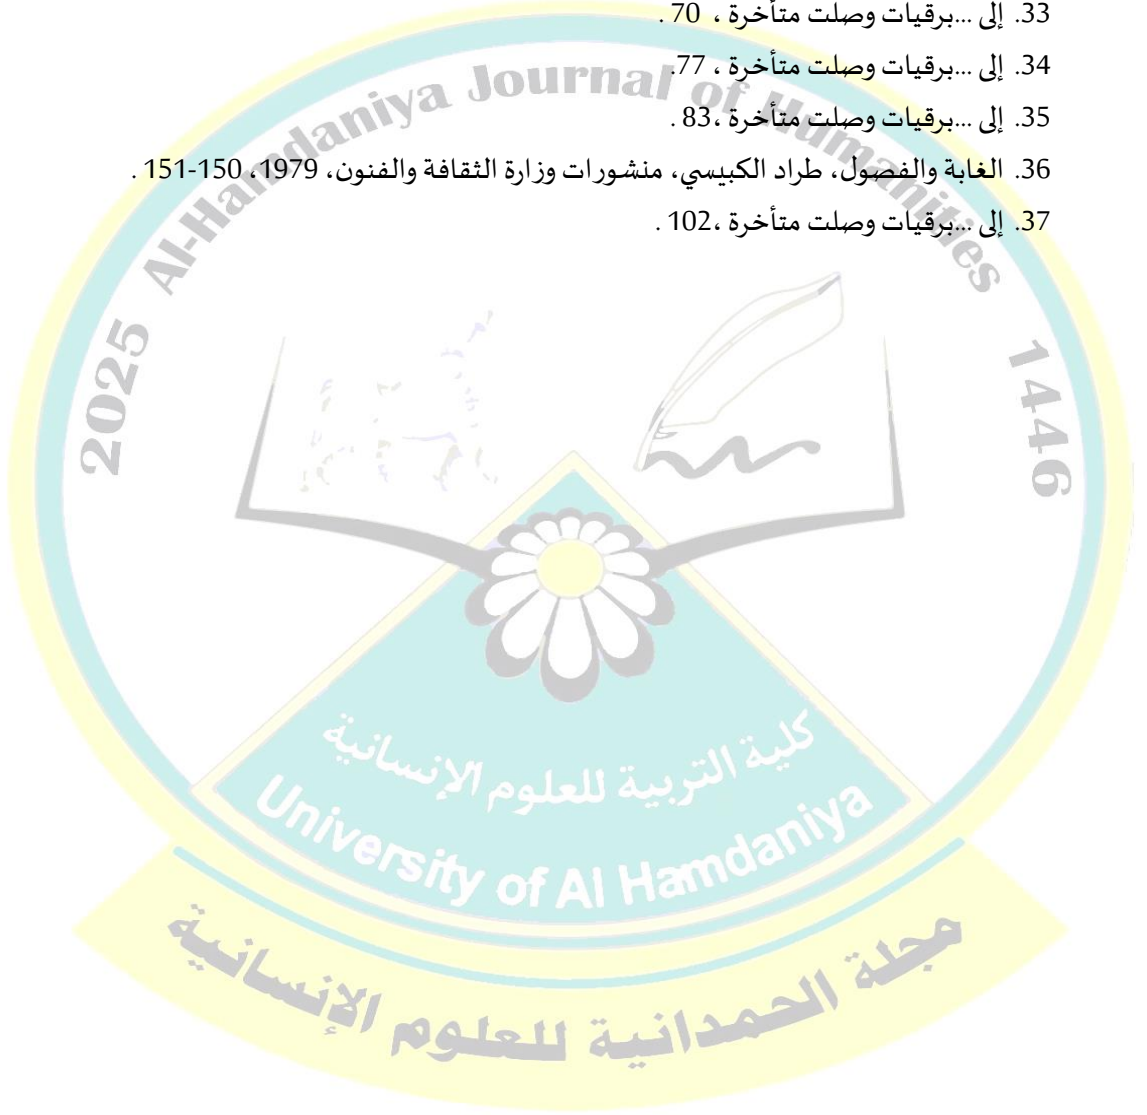 33. إلى ...برقيات وصلت متأخرة ، 70 .
34. إلى ...برقيات وصلت متأخرة ، 77.
35. إلى ...برقيات وصلت متأخرة ،83 .
36. الغابة والفصول، طراد الكبيسي، منشورات وزارة الثقافة والفنون، 1979، 150-151 .
37. إلى ...برقيات وصلت متأخرة ،102 .
2025 Al-Hamdaniya Journal of Humanities 1446
كلية التربية للعلوم الإنسانية
University of Al Hamdaniya
مجلة الحمدانية للعلوم الإنسانية